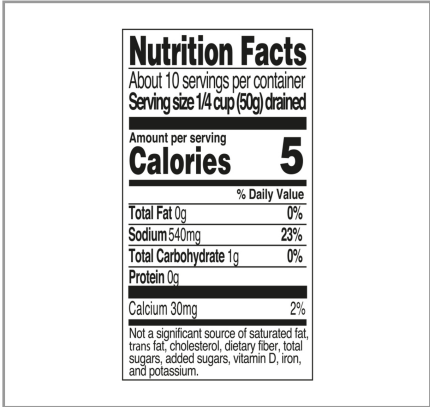 Nutrition Facts
About 10 servings per container
Serving size 1/4 cup (50g) drained
Amount per serving
Calories 5
% Daily Value
Total Fat 0g 0%
Sodium 540mg 23%
Total Carbohydrate 1g 0%
Protein 0g
Calcium 30mg 2%
Not a significant source of saturated fat,
trans fat, cholesterol, dietary fiber, total
sugars, added sugars, vitamin D, iron,
and potassium.